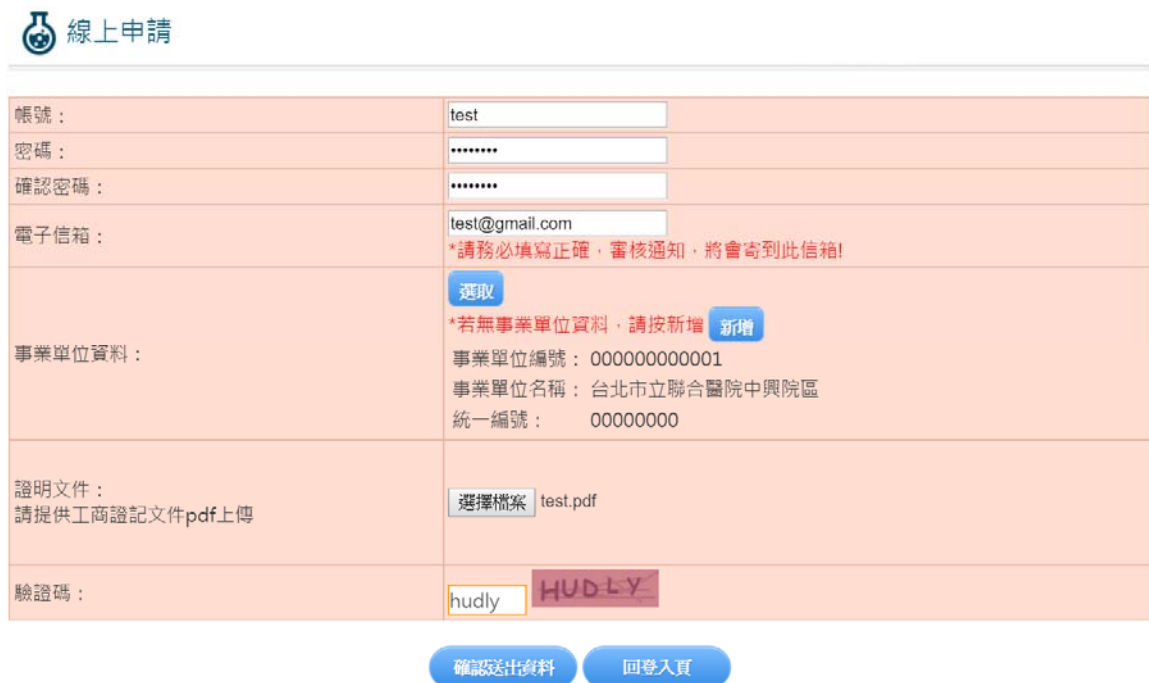 線上申請
帳號： test
密碼： ••••••••
確認密碼： ••••••••
電子信箱： test@gmail.com
*請務必填寫正確，審核通知，將會寄到此信箱!
選取
*若無事業單位資料，請按新增 新增
事業單位資料：
事業單位編號： 000000000001
事業單位名稱： 台北市立聯合醫院中興院區
統一編號： 00000000
證明文件：
請提供工商證記文件pdf上傳
選擇檔案 test.pdf
驗證碼： hudly HUDLY
確認送出資料 回登入頁